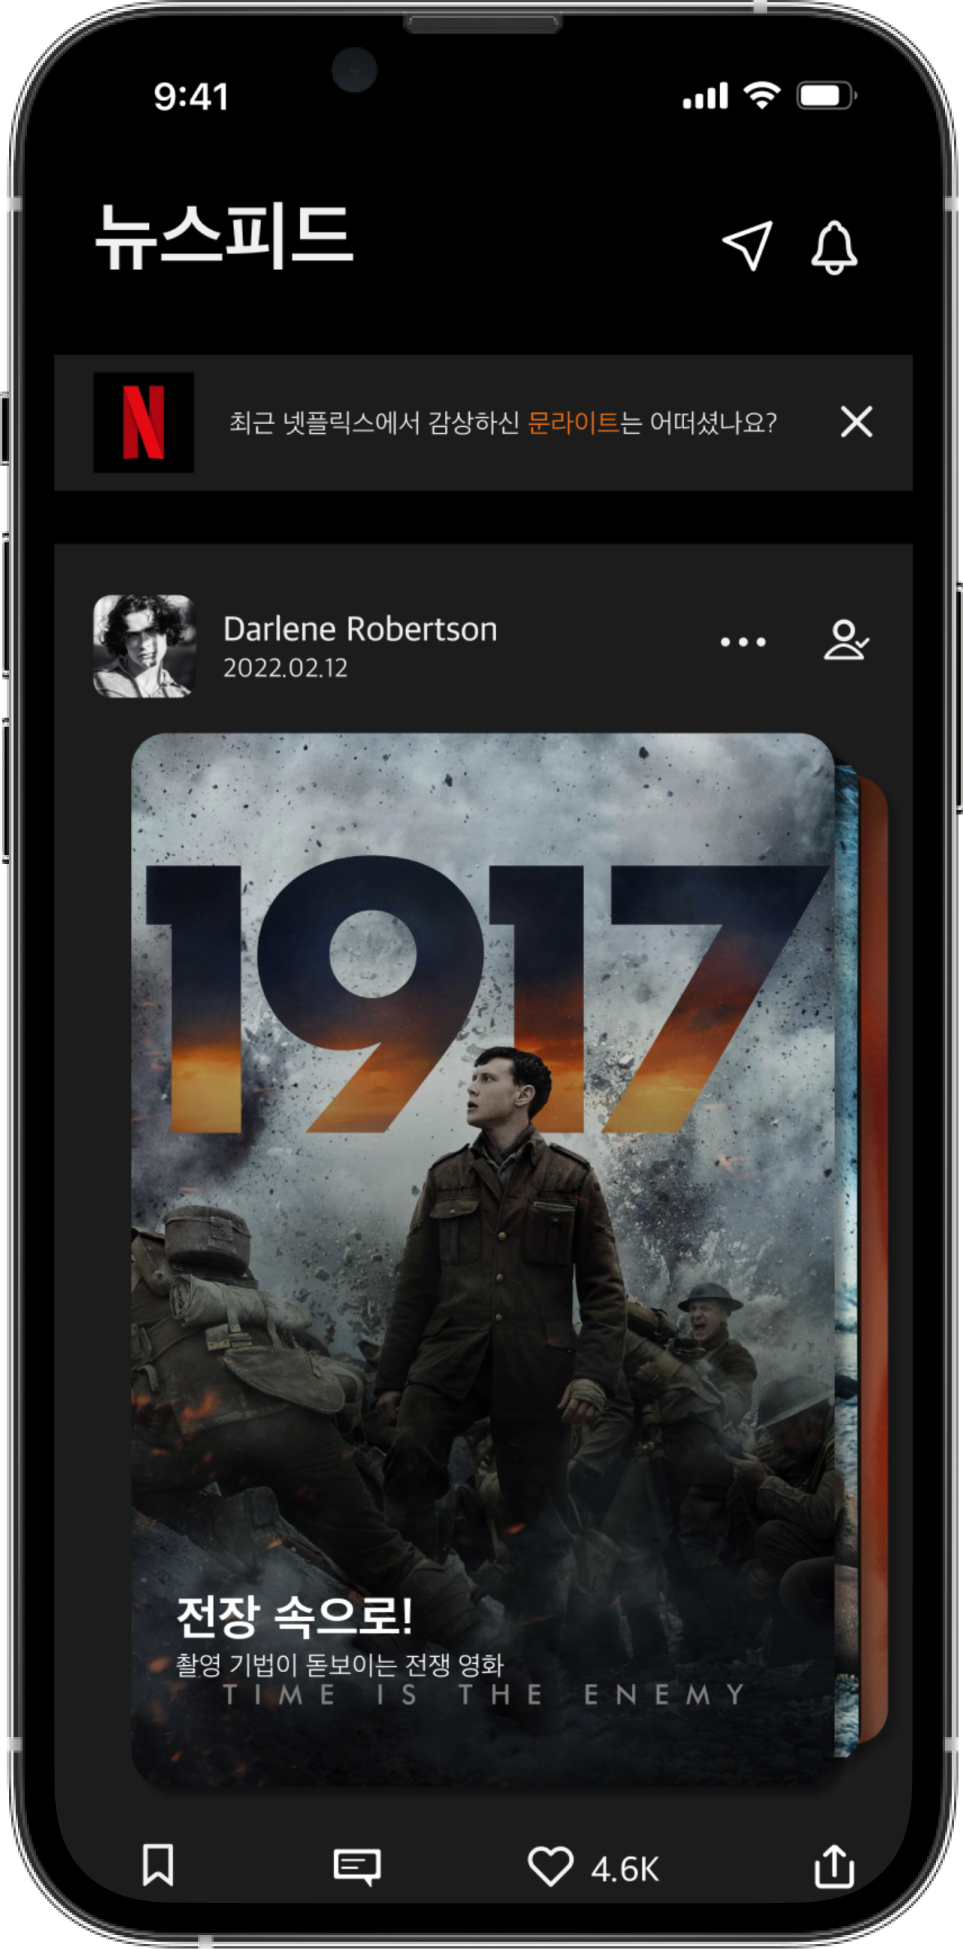 9:41
뉴스피드
N
최근 넷플릭스에서 감상하신 문라이트는 어떠셨나요?
Darlene Robertson
2022.02.12
1917
전장 속으로!
촬영 기법이 돋보이는 전쟁 영화
TIME IS THE ENEMY
4.6K